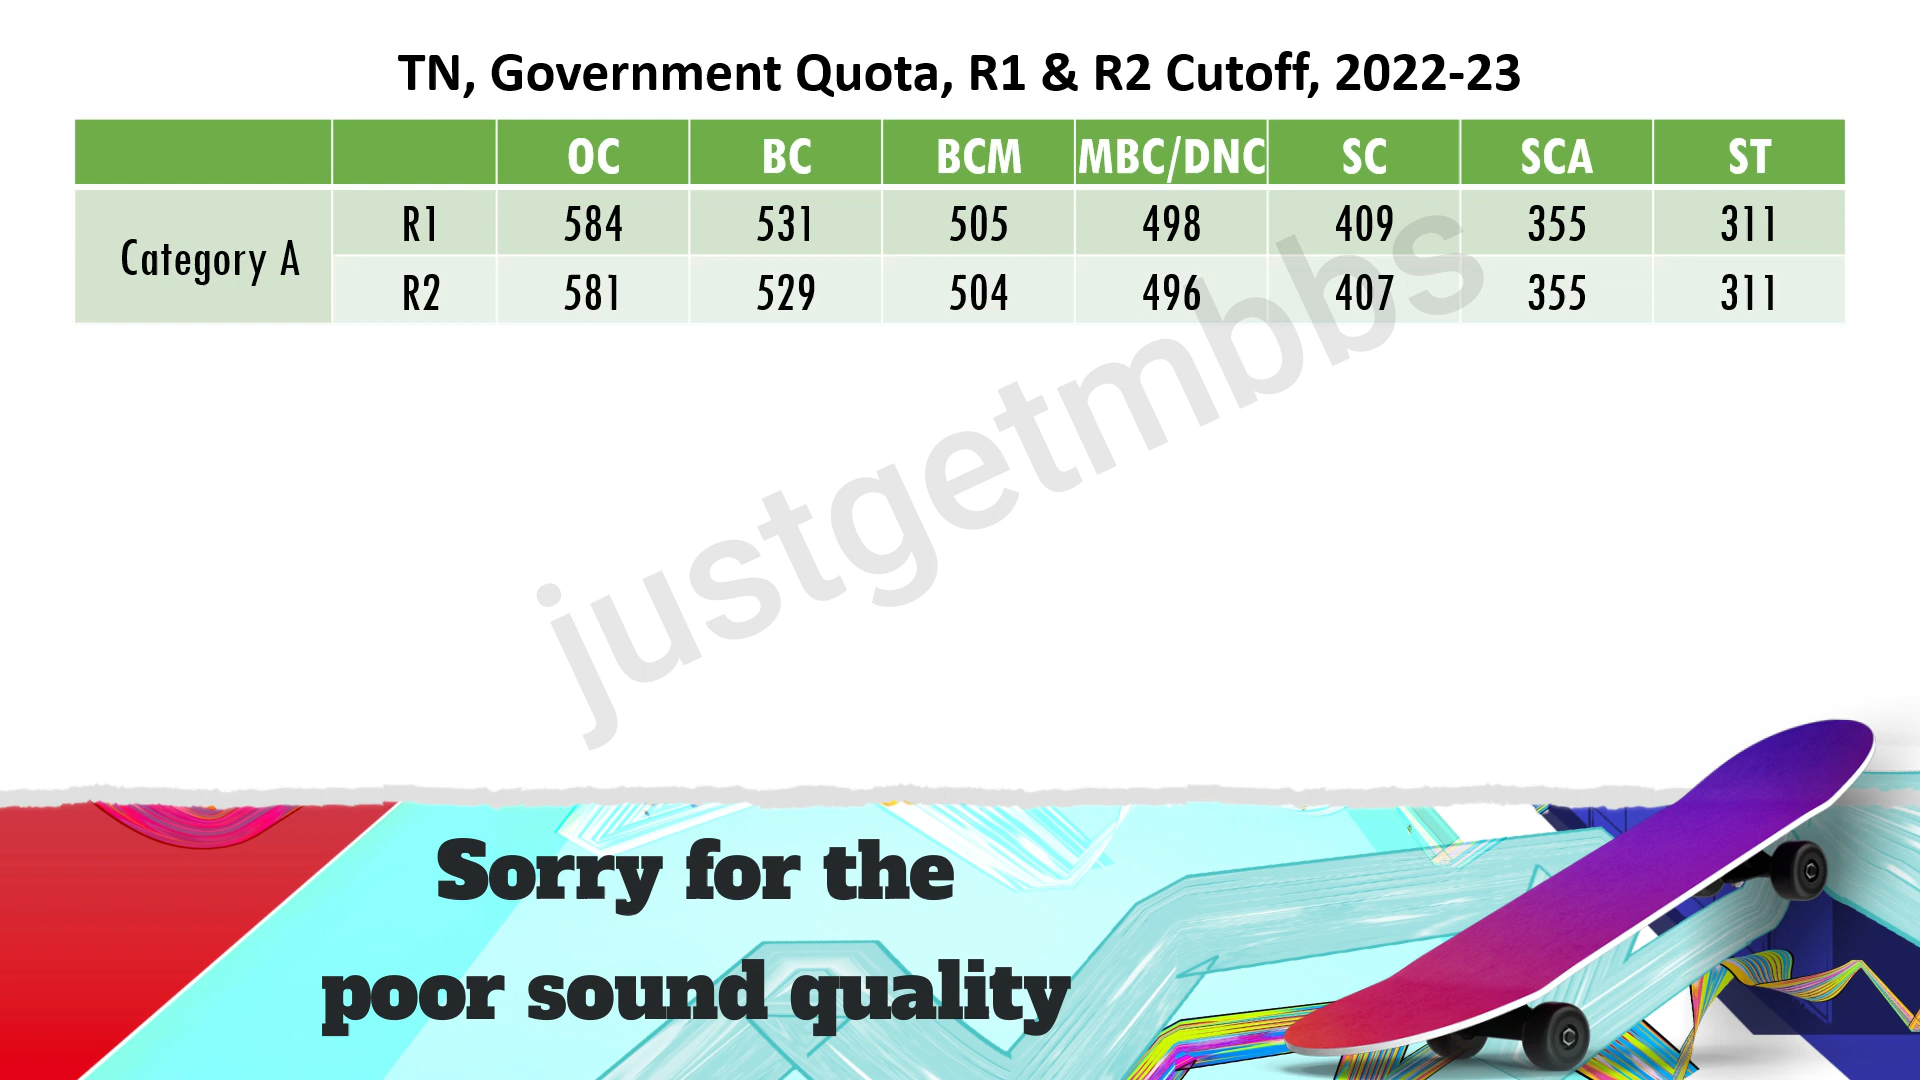 TN, Government Quota, R1 & R2 Cutoff, 2022-23
OC BC BCM MBC/DNC SC SCA ST
Category A
R1 584 531 505 498 409 355 311
R2 581 529 504 496 407 355 311
justgetmbbs
Sorry for the
poor sound quality